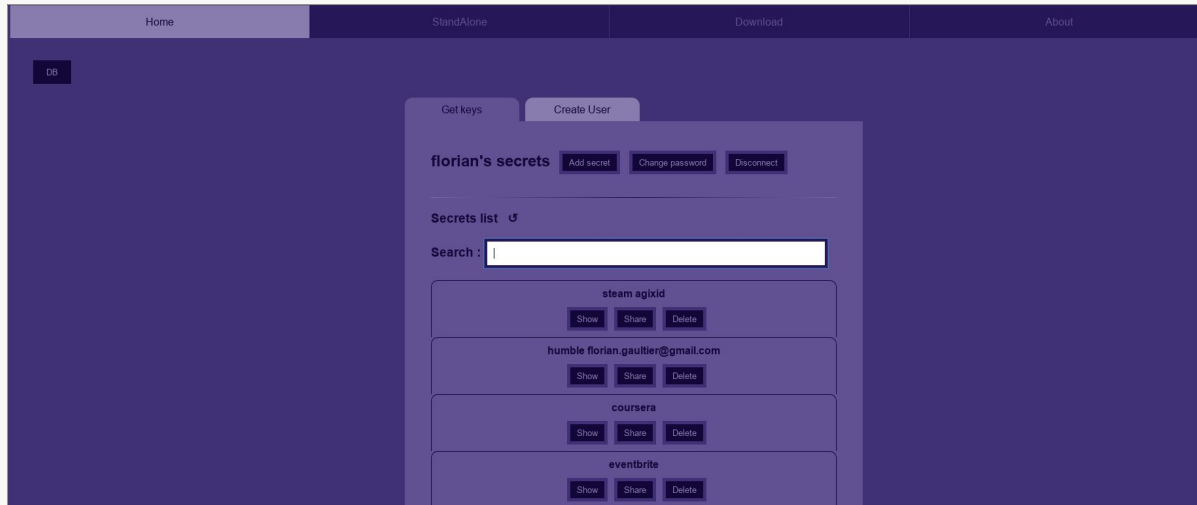 Home StandAlone Download About
DB
Get keys Create User
florian's secrets Add secret Change password Disconnect
Secrets list ↺
Search :
steam agixid
Show Share Delete
humble florian.gaultier@gmail.com
Show Share Delete
coursera
Show Share Delete
eventbrite
Show Share Delete